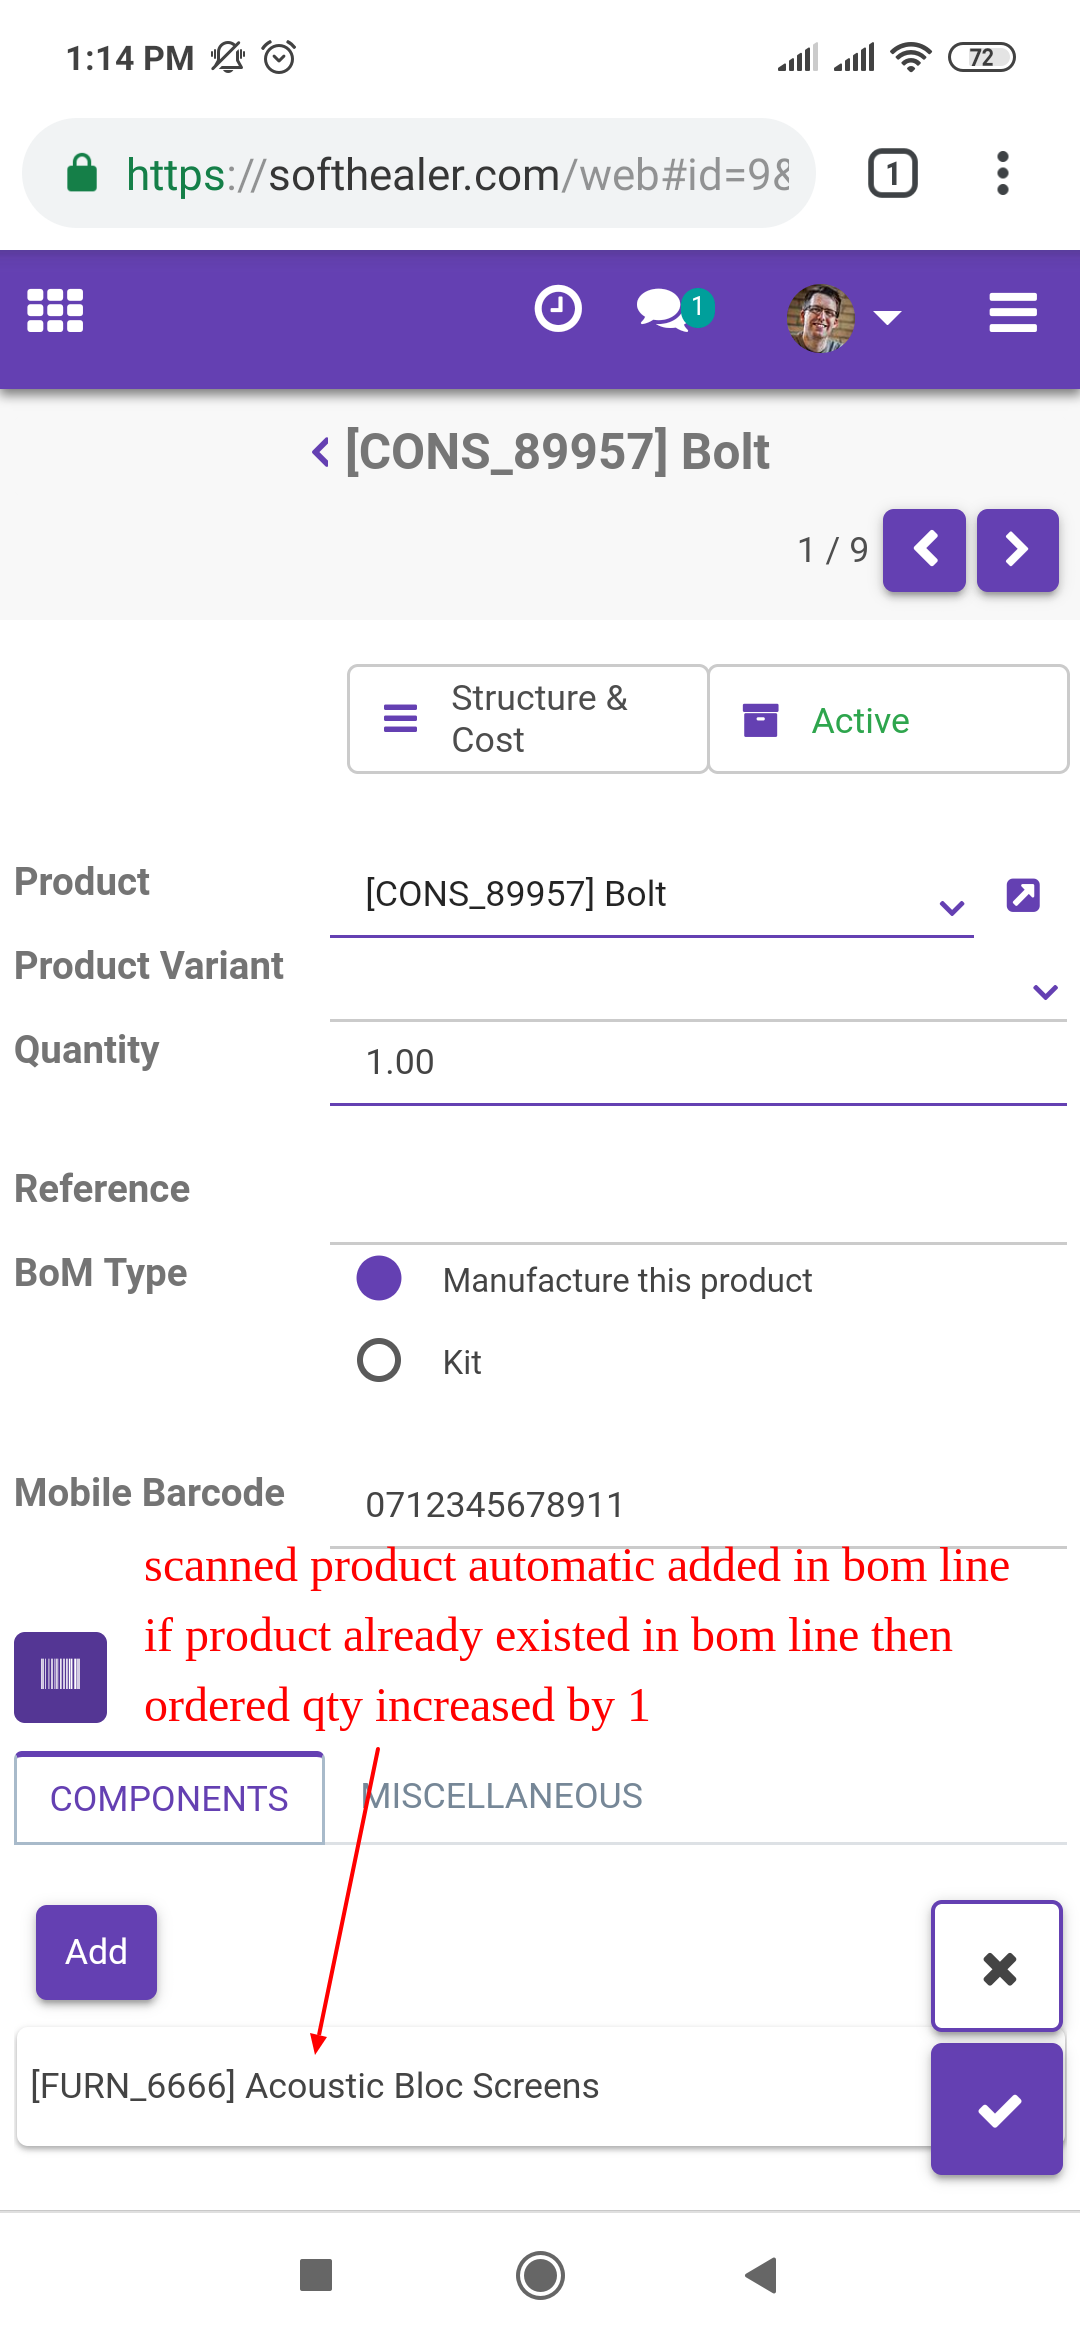 1:14 PM
72
https://softhealer.com/web#id=9&
1
1
[CONS_89957] Bolt
1 / 9
Structure &
Cost
Active
Product
[CONS_89957] Bolt
Product Variant
Quantity
1.00
Reference
BoM Type
Manufacture this product
Kit
Mobile Barcode
0712345678911
scanned product automatic added in bom line
if product already existed in bom line then
ordered qty increased by 1
COMPONENTS
MISCELLANEOUS
Add
[FURN_6666] Acoustic Bloc Screens